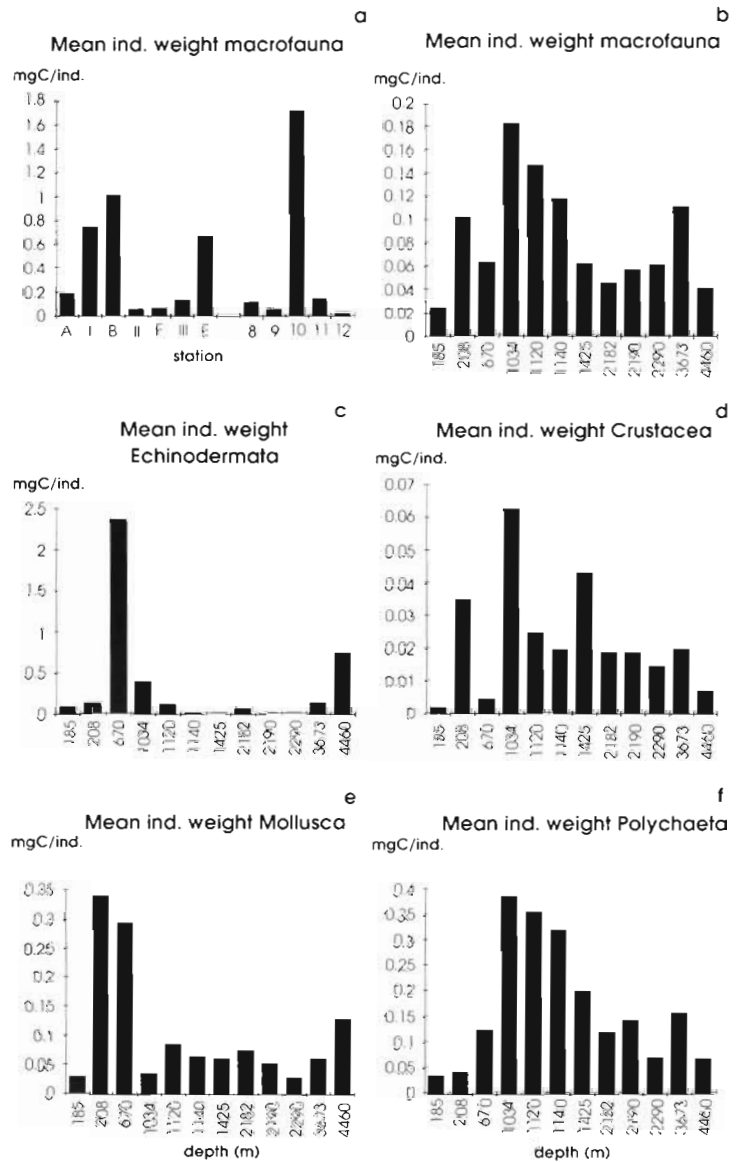 a
Mean ind. weight macrofauna
mgC/ind.
1.8
1.6
1.4
1.2
1
0.8
0.6
0.4
0.2
0
A I B II F III E 8 9 10 11 12
station
b
Mean ind. weight macrofauna
mgC/ind.
0.2
0.18
0.16
0.14
0.12
0.1
0.08
0.06
0.04
0.02
0
185 208 670 1034 1120 1140 1425 2182 2190 2290 3673 4460
c
Mean ind. weight
Echinodermata
mgC/ind.
2.5
2
1.5
1
0.5
0
185 208 670 1034 1120 1140 1425 2182 2190 2290 3673 4460
d
Mean ind. weight Crustacea
mgC/ind.
0.07
0.06
0.05
0.04
0.03
0.02
0.01
0
185 208 670 1034 1120 1140 1425 2182 2190 2290 3673 4460
e
Mean ind. weight Mollusca
mgC/ind.
0.35
0.3
0.25
0.2
0.15
0.1
0.05
0
185 208 670 1034 1120 1140 1425 2182 2190 2290 3673 4460
depth (m)
f
Mean ind. weight Polychaeta
mgC/ind.
0.4
0.35
0.3
0.25
0.2
0.15
0.1
0.05
0
185 208 670 1034 1120 1140 1425 2182 2190 2290 3673 4460
depth (m)